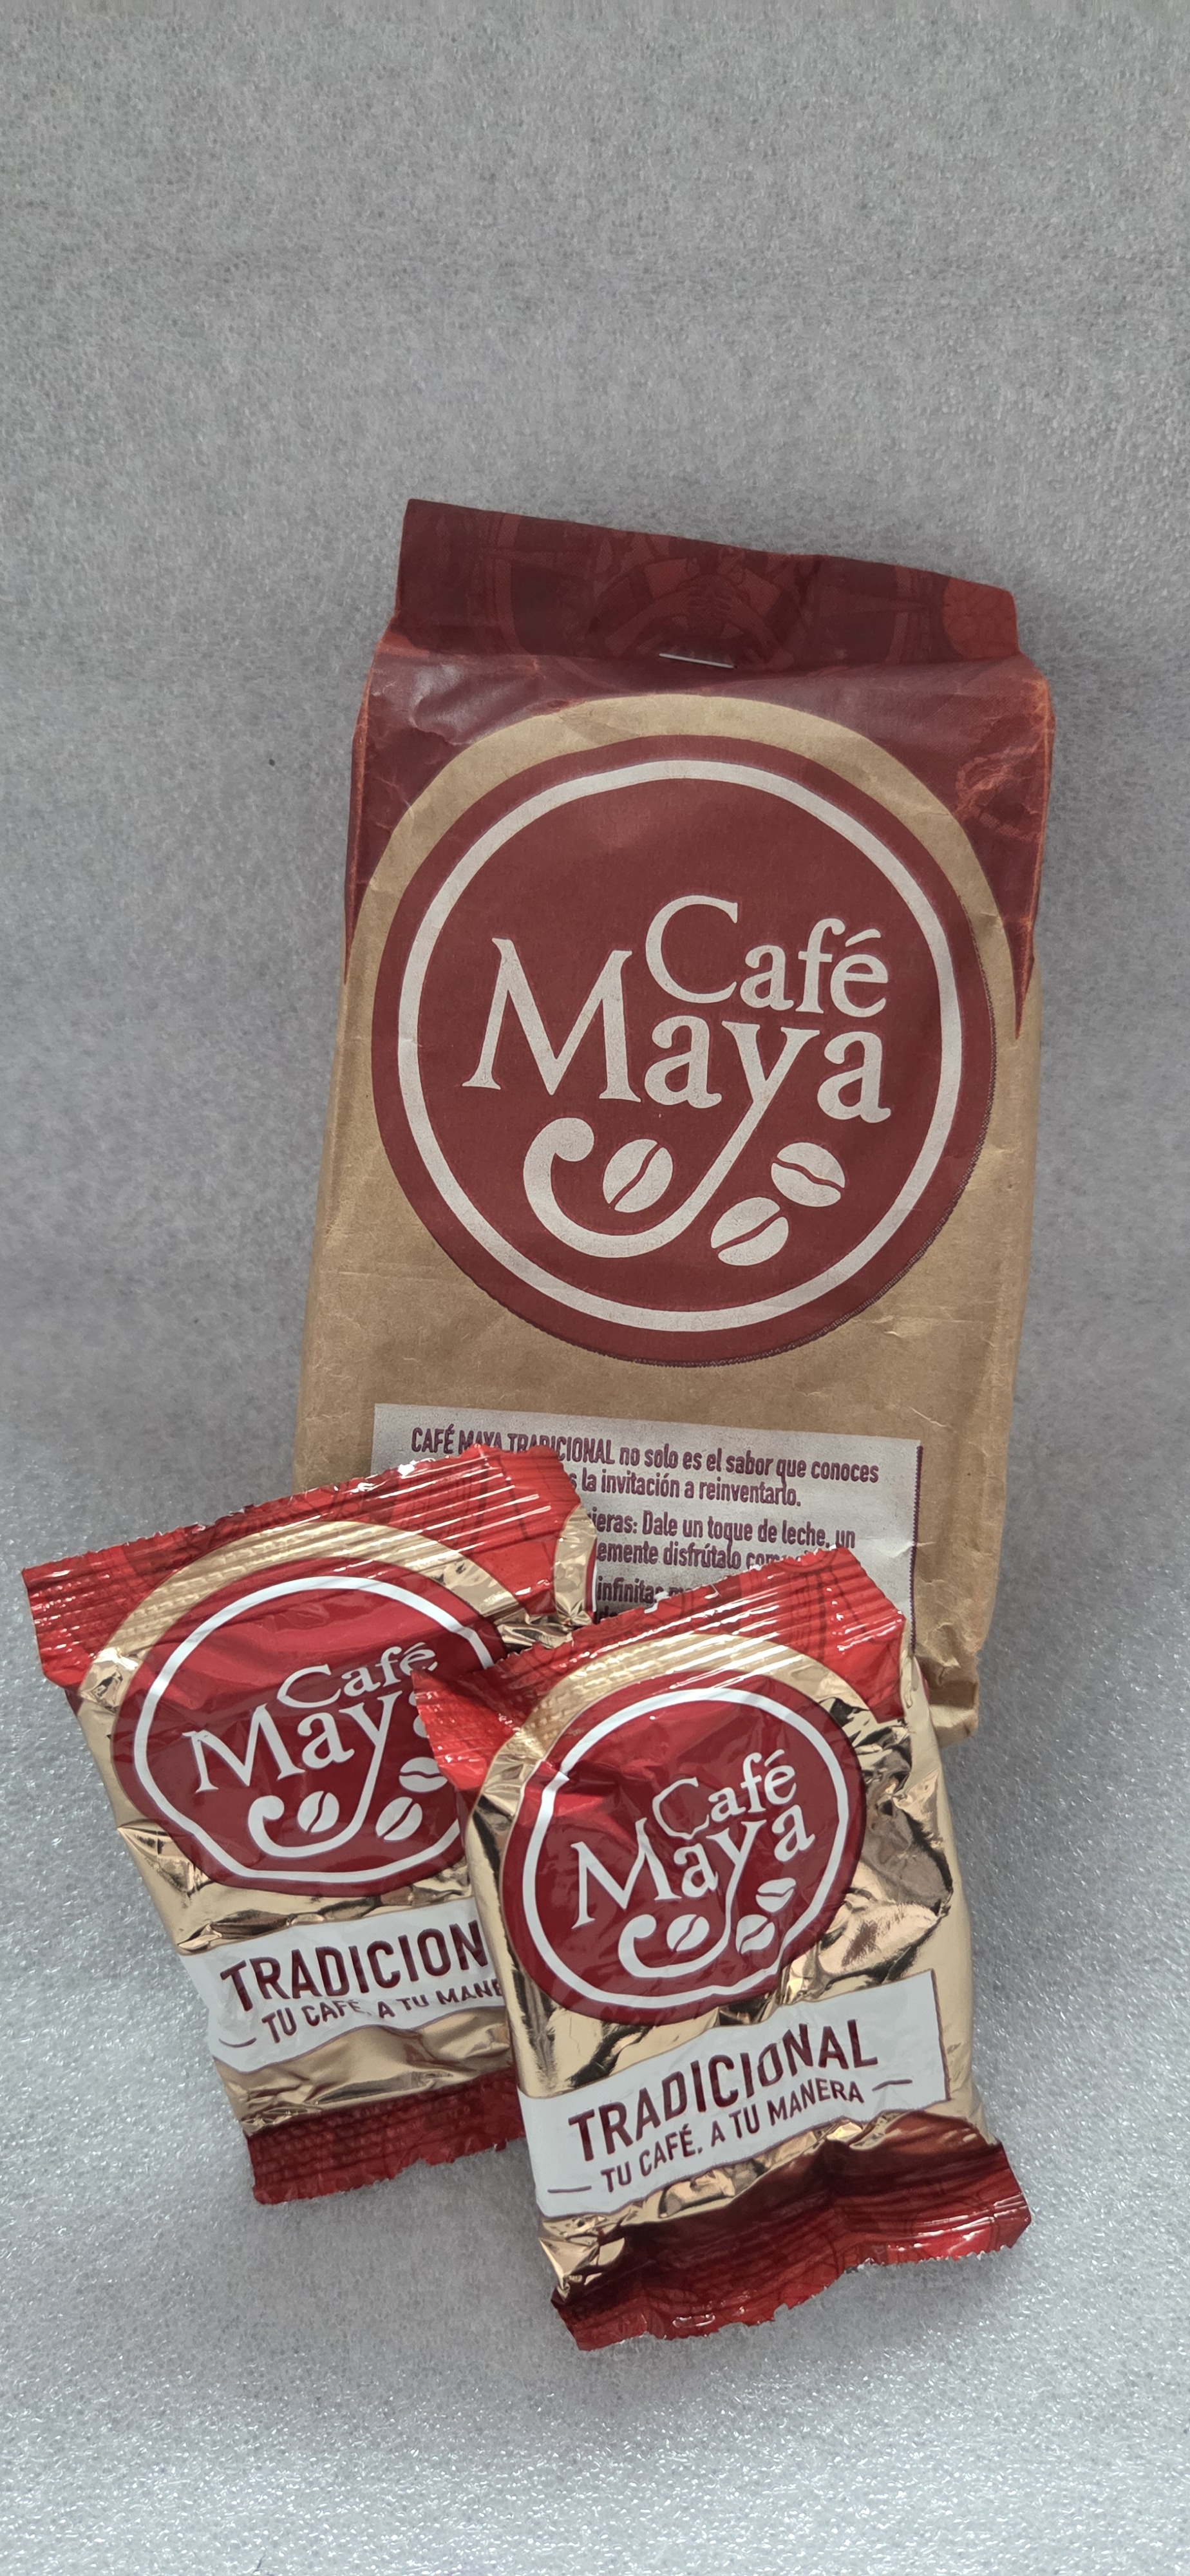 Café
Maya
CAFÉ MAYA TRADICIONAL no solo es el sabor que conoces
la invitación a reinventarlo.
Dale un toque de leche, un
disfrútalo
Café
Maya
TRADICION
TU CAFÉ, A TU MANE
Café
Maya
TRADICIONAL
TU CAFÉ, A TU MANERA